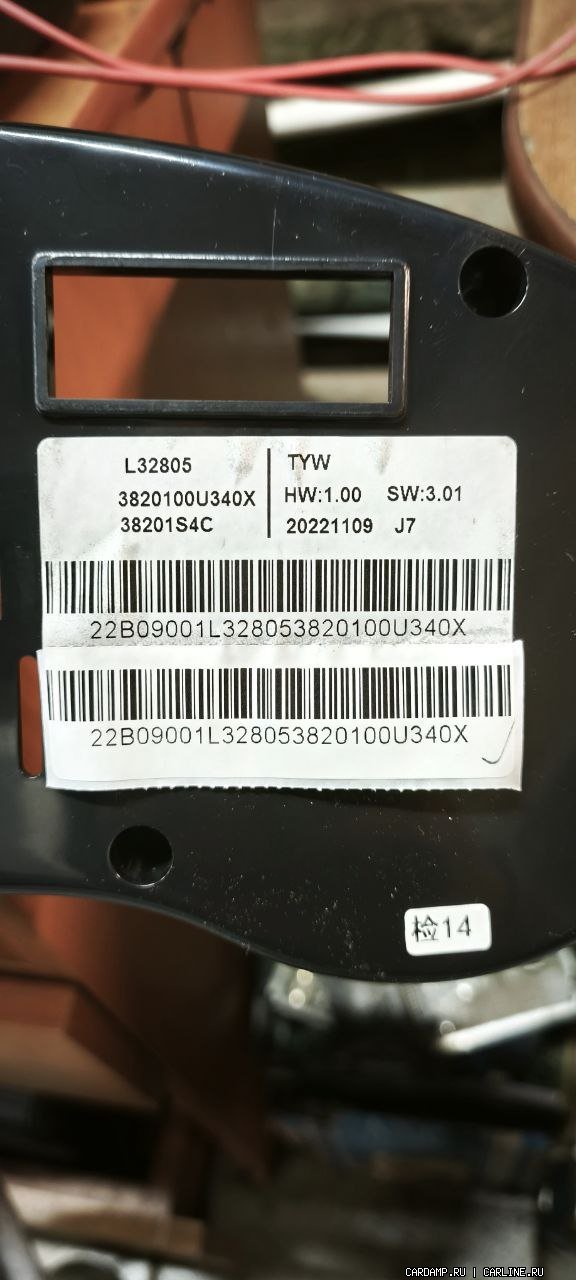 L32805
3820100U340X
38201S4C
TYW
HW:1.00 SW:3.01
20221109 J7
22B09001L328053820100U340X
22B09001L328053820100U340X
检14
CARDAMP.RU | CARLINE.RU